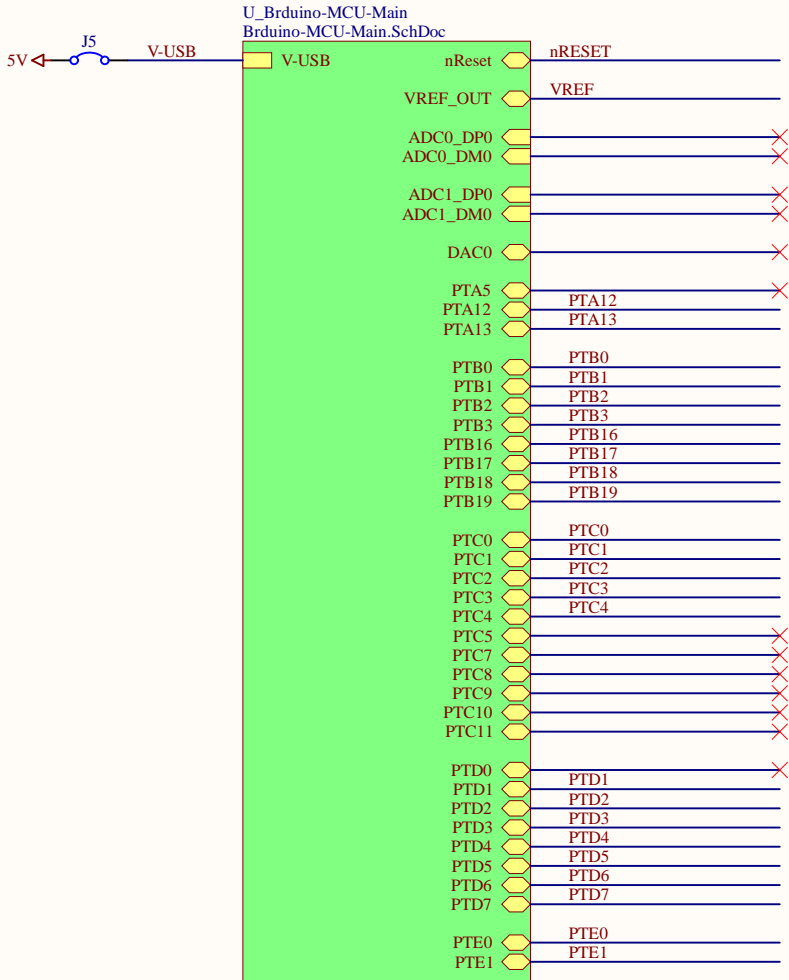 U_Brduino-MCU-Main
Brduino-MCU-Main.SchDoc
5V J5 V-USB V-USB nReset nRESET
VREF_OUT VREF
ADC0_DP0
ADC0_DM0
ADC1_DP0
ADC1_DM0
DAC0
PTA5
PTA12 PTA12
PTA13 PTA13
PTB0 PTB0
PTB1 PTB1
PTB2 PTB2
PTB3 PTB3
PTB16 PTB16
PTB17 PTB17
PTB18 PTB18
PTB19 PTB19
PTC0 PTC0
PTC1 PTC1
PTC2 PTC2
PTC3 PTC3
PTC4 PTC4
PTC5
PTC7
PTC8
PTC9
PTC10
PTC11
PTD0
PTD1 PTD1
PTD2 PTD2
PTD3 PTD3
PTD4 PTD4
PTD5 PTD5
PTD6 PTD6
PTD7 PTD7
PTE0 PTE0
PTE1 PTE1